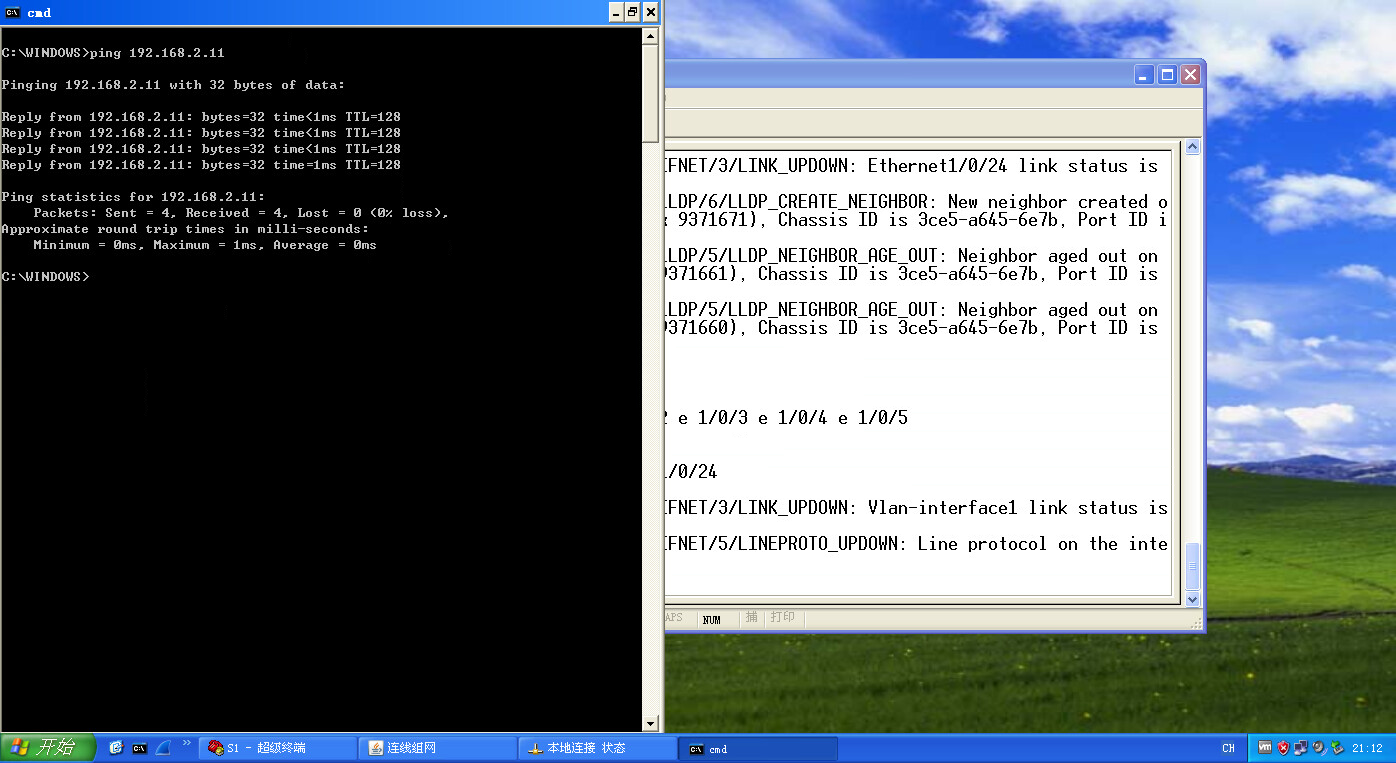 cmd
C:\WINDOWS>ping 192.168.2.11
Pinging 192.168.2.11 with 32 bytes of data:
Reply from 192.168.2.11: bytes=32 time<1ms TTL=128
Reply from 192.168.2.11: bytes=32 time<1ms TTL=128
Reply from 192.168.2.11: bytes=32 time<1ms TTL=128
Reply from 192.168.2.11: bytes=32 time=1ms TTL=128
Ping statistics for 192.168.2.11:
Packets: Sent = 4, Received = 4, Lost = 0 (0% loss),
Approximate round trip times in milli-seconds:
Minimum = 0ms, Maximum = 1ms, Average = 0ms
C:\WINDOWS>
FNET/3/LINK_UPDOWN: Ethernet1/0/24 link status is
LDP/6/LLDP_CREATE_NEIGHBOR: New neighbor created o
9371671), Chassis ID is 3ce5-a645-6e7b, Port ID i
LDP/5/LLDP_NEIGHBOR_AGE_OUT: Neighbor aged out on
9371661), Chassis ID is 3ce5-a645-6e7b, Port ID is
LDP/5/LLDP_NEIGHBOR_AGE_OUT: Neighbor aged out on
9371660), Chassis ID is 3ce5-a645-6e7b, Port ID is
e 1/0/3 e 1/0/4 e 1/0/5
/0/24
FNET/3/LINK_UPDOWN: Vlan-interface1 link status is
FNET/5/LINEPROTO_UPDOWN: Line protocol on the inte
APS NUM 捕 打印
开始 S1 - 超级终端 连线组网 本地连接 状态 cmd CH 21:12